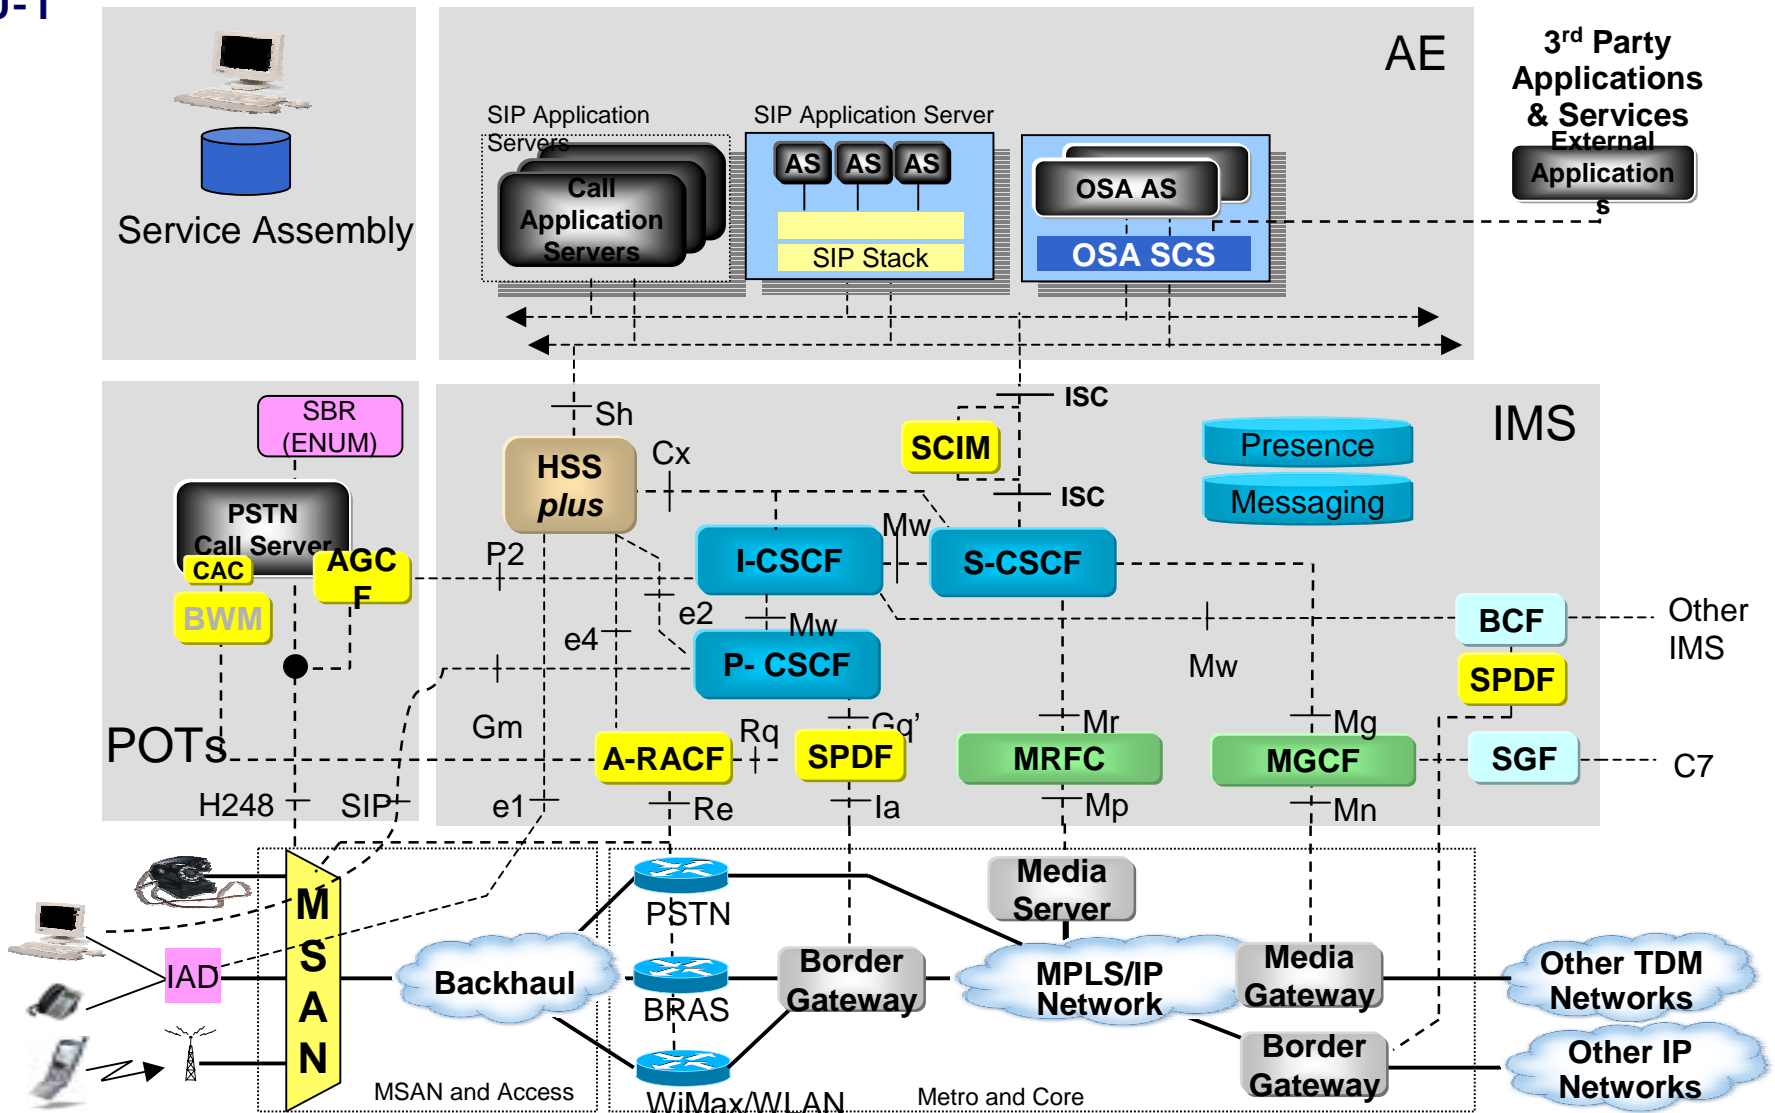 AE
3rd Party
Applications
& Services
External
Application
s
SIP Application
Servers
SIP Application Server
AS AS AS
Call
Application
Servers
OSA AS
SIP Stack
OSA SCS
Service Assembly
SBR
(ENUM)
Sh
ISC
IMS
SCIM
Presence
HSS
plus
Cx
ISC
Messaging
PSTN
Call Server
CAC
AGC
F
BWM
P2
I-CSCF
Mw
S-CSCF
e2
Mw
e4
P- CSCF
Mw
BCF
Other
IMS
SPDF
POTs
Gm
Rq
Gq’
Mr
Mg
A-RACF
SPDF
MRFC
MGCF
SGF
C7
H248
SIP
e1
Re
Ia
Mp
Mn
M
S
A
N
IAD
Backhaul
PSTN
BRAS
WiMax/WLAN
Border
Gateway
Media
Server
MPLS/IP
Network
Media
Gateway
Border
Gateway
Other TDM
Networks
Other IP
Networks
MSAN and Access
Metro and Core